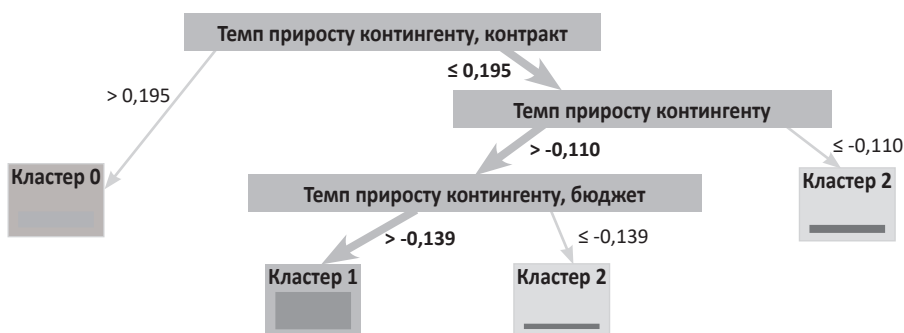 Темп приросту контингенту, контракт
≤ 0,195
> 0,195
Темп приросту контингенту
> -0,110
≤ -0,110
Кластер 0
Кластер 2
Темп приросту контингенту, бюджет
> -0,139
≤ -0,139
Кластер 1
Кластер 2